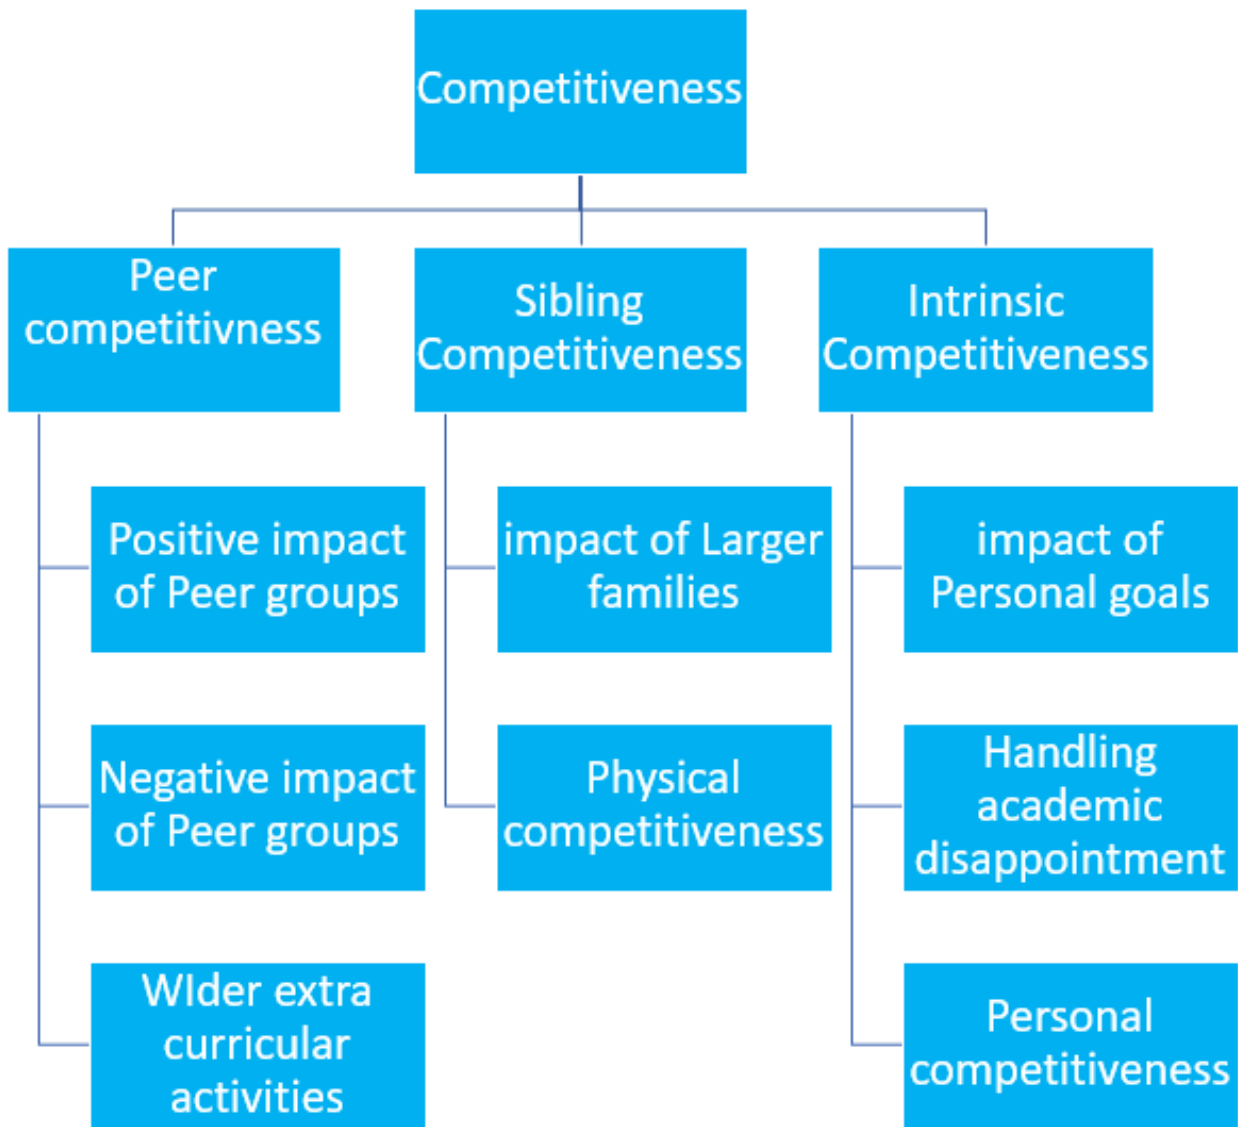 Competitiveness
Peer
competitivness
Sibling
Competitiveness
Intrinsic
Competitiveness
Positive impact
of Peer groups
impact of Larger
families
impact of
Personal goals
Negative impact
of Peer groups
Physical
competitiveness
Handling
academic
disappointment
WIder extra
curricular
activities
Personal
competitiveness